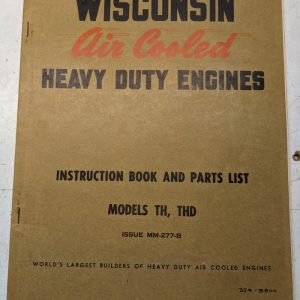 WISCONSIN
Air Cooled
HEAVY DUTY ENGINES
INSTRUCTION BOOK AND PARTS LIST
MODELS TH, THD
ISSUE MM-277-B
WORLD'S LARGEST BUILDERS OF HEAVY DUTY AIR COOLED ENGINES